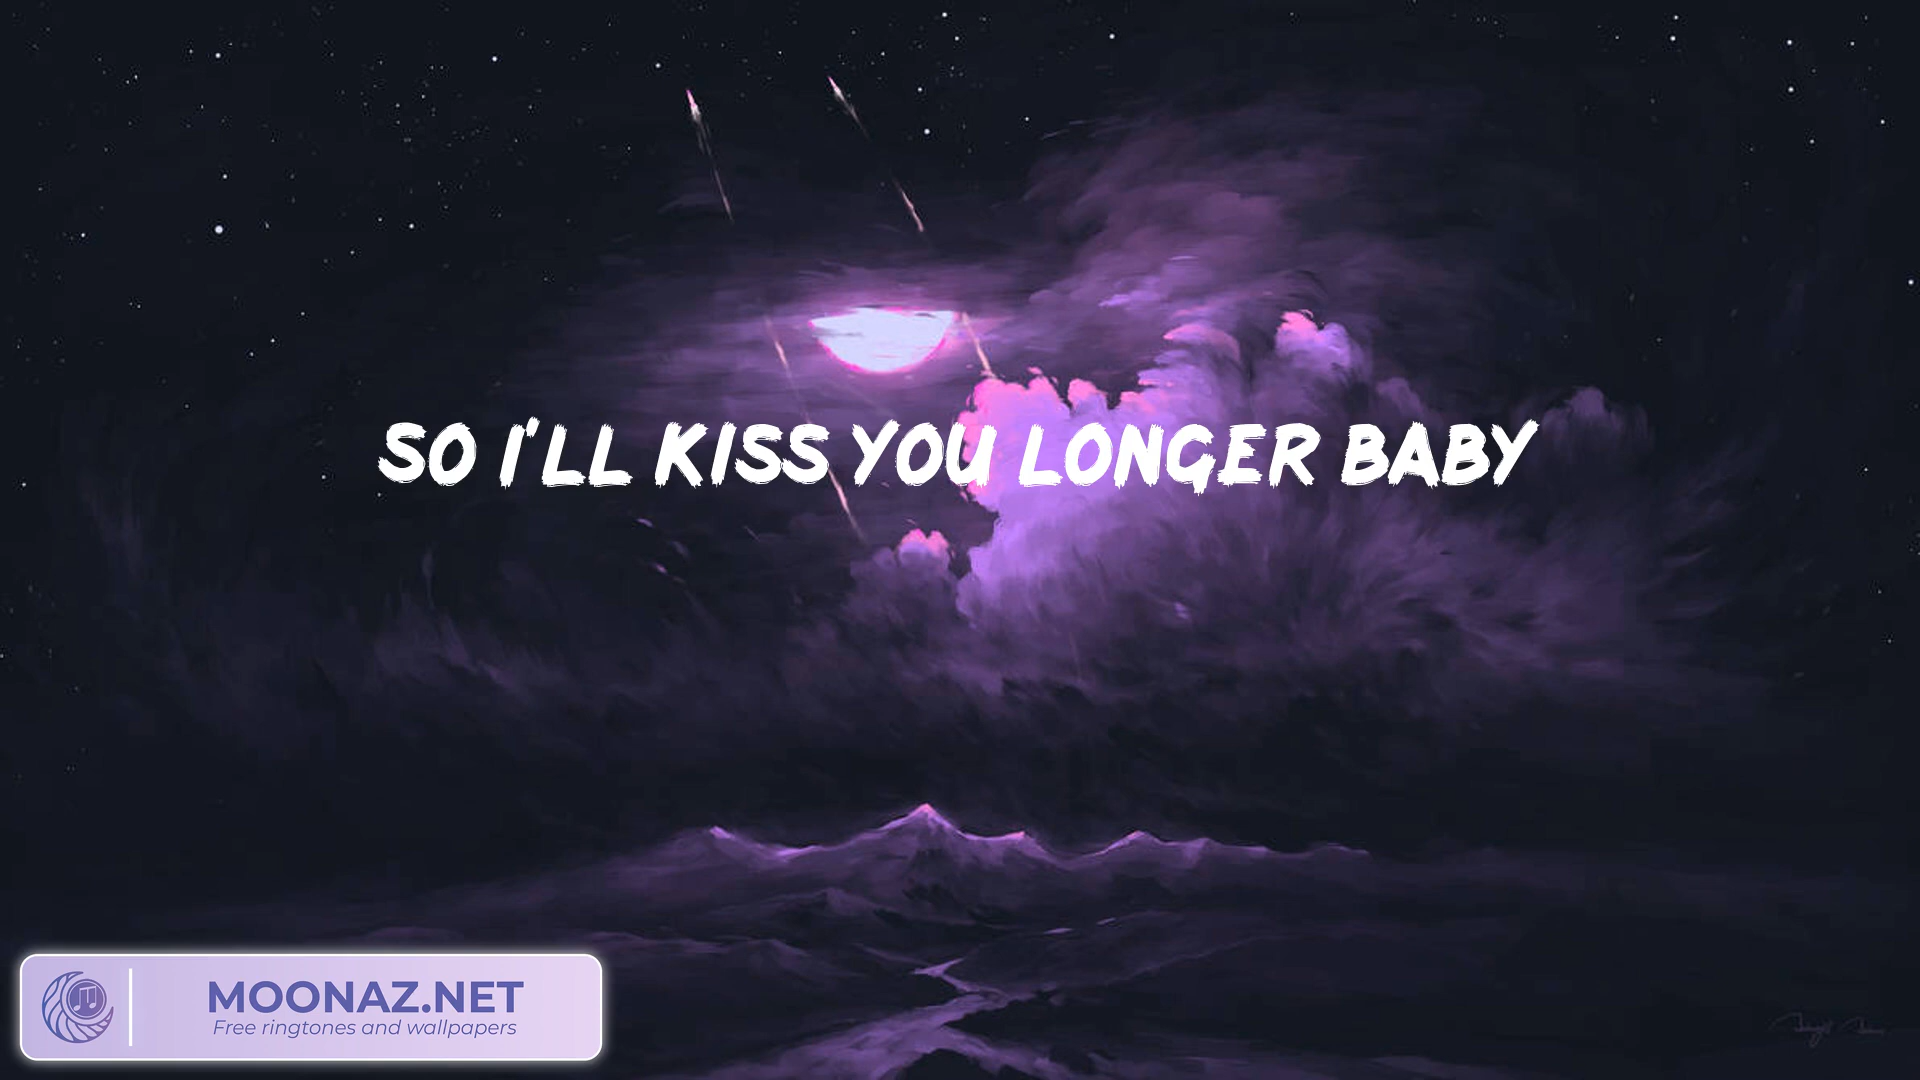 SO I'LL KISS YOU LONGER BABY
MOONAZ.NET
Free ringtones and wallpapers